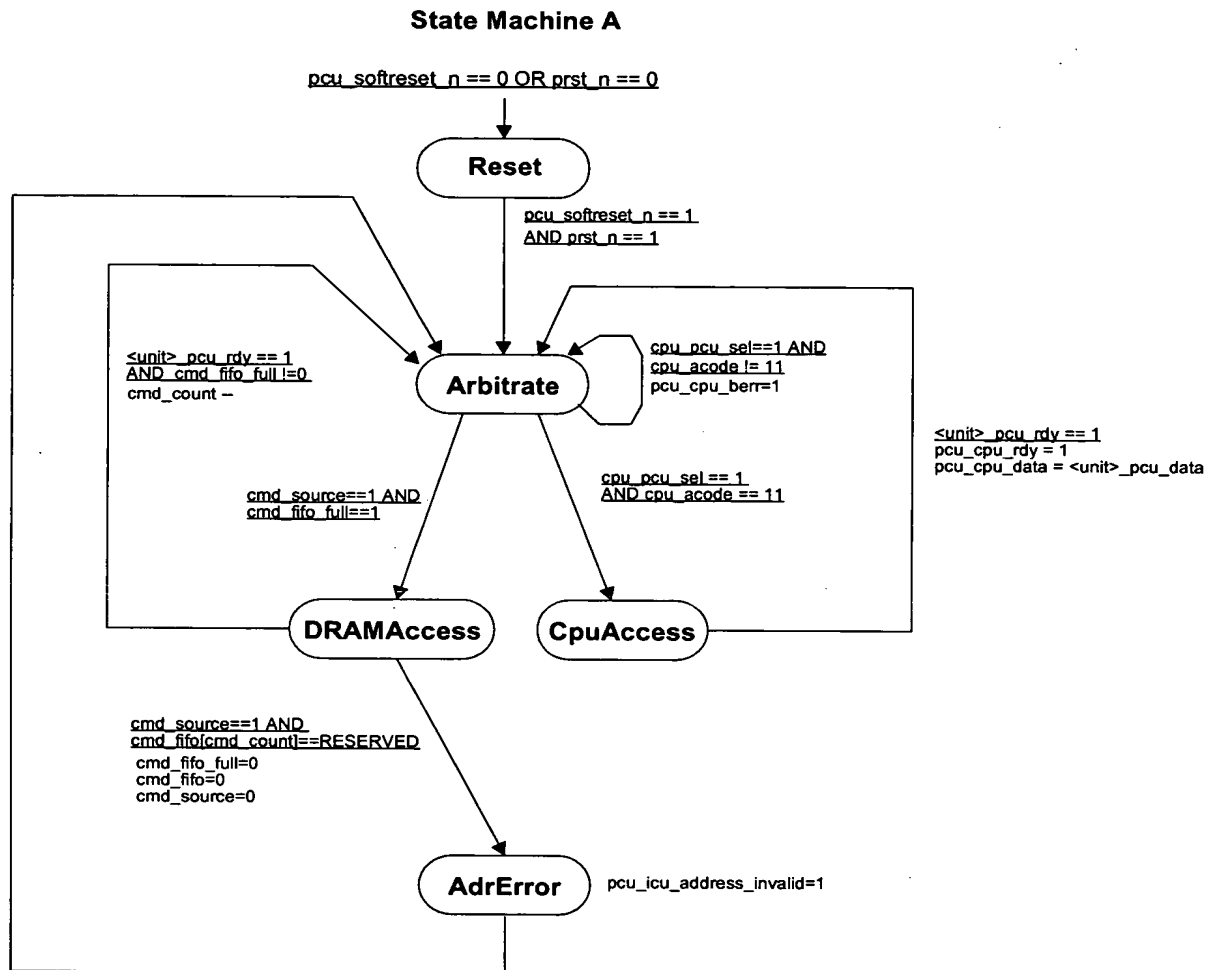 State Machine A
pcu_softreset_n == 0 OR prst_n == 0
Reset
pcu_softreset_n == 1
AND prst_n == 1
<unit>_pcu_rdy == 1
AND cmd_fifo_full !=0
cmd_count --
Arbitrate
cpu_pcu_sel==1 AND
cpu_acode != 11
pcu_cpu_berr=1
<unit>_pcu_rdy == 1
pcu_cpu_rdy = 1
pcu_cpu_data = <unit>_pcu_data
cmd_source==1 AND
cmd_fifo_full==1
cpu_pcu_sel == 1
AND cpu_acode == 11
DRAMAccess
CpuAccess
cmd_source==1 AND
cmd_fifo[cmd_count]==RESERVED
cmd_fifo_full=0
cmd_fifo=0
cmd_source=0
AdrError
pcu_icu_address_invalid=1